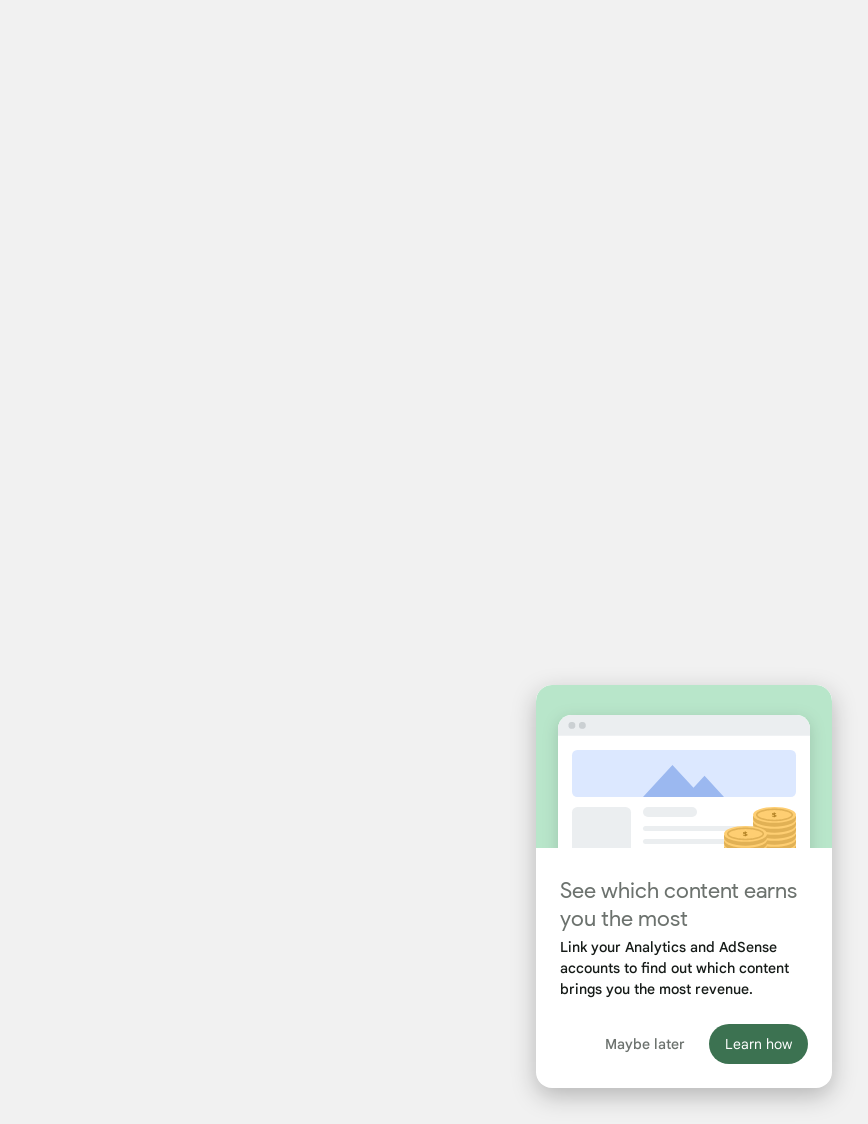 See which content earns
you the most
Link your Analytics and AdSense
accounts to find out which content
brings you the most revenue.
Maybe later
Learn how